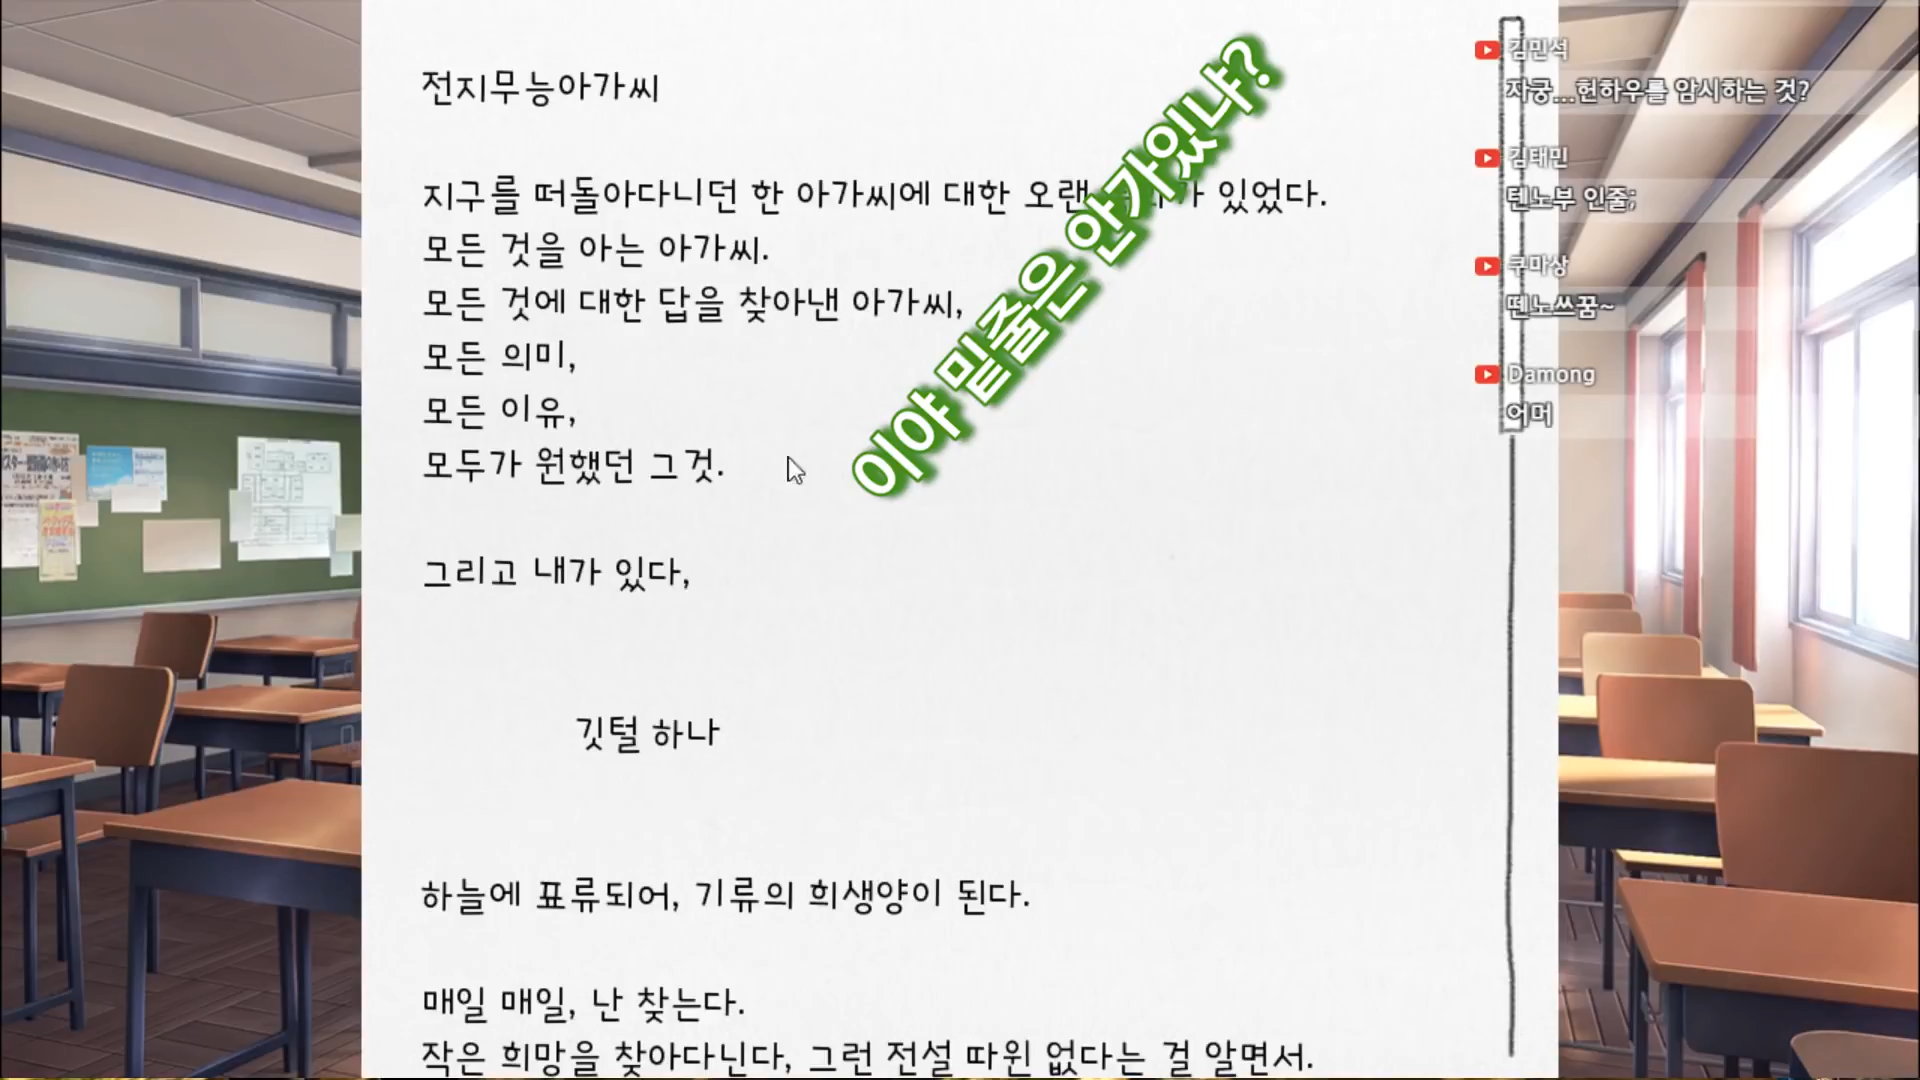 전지무능아가씨
지구를 떠돌아다니던 한 아가씨에 대한 오랜 가 있었다.
모든 것을 아는 아가씨.
모든 것에 대한 답을 찾아낸 아가씨,
모든 의미,
모든 이유,
모두가 원했던 그것.
그리고 내가 있다,
깃털 하나
하늘에 표류되어, 기류의 희생양이 된다.
매일 매일, 난 찾는다.
작은 희망을 찾아다닌다, 그런 전설 따윈 없다는 걸 알면서.
이야 밑줄은 안가있냐?
김민석
자궁...헌하우를 암시하는 것?
김태민
텐노부 인줄;
쿠마상
뗀노쓰꿈~
Damong
어머